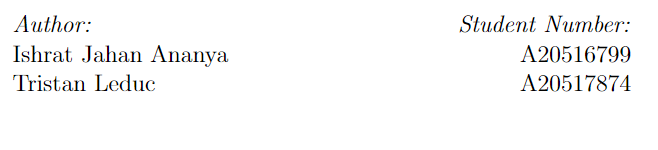 Author: Student Number:
Ishrat Jahan Ananya A20516799
Tristan Leduc A20517874